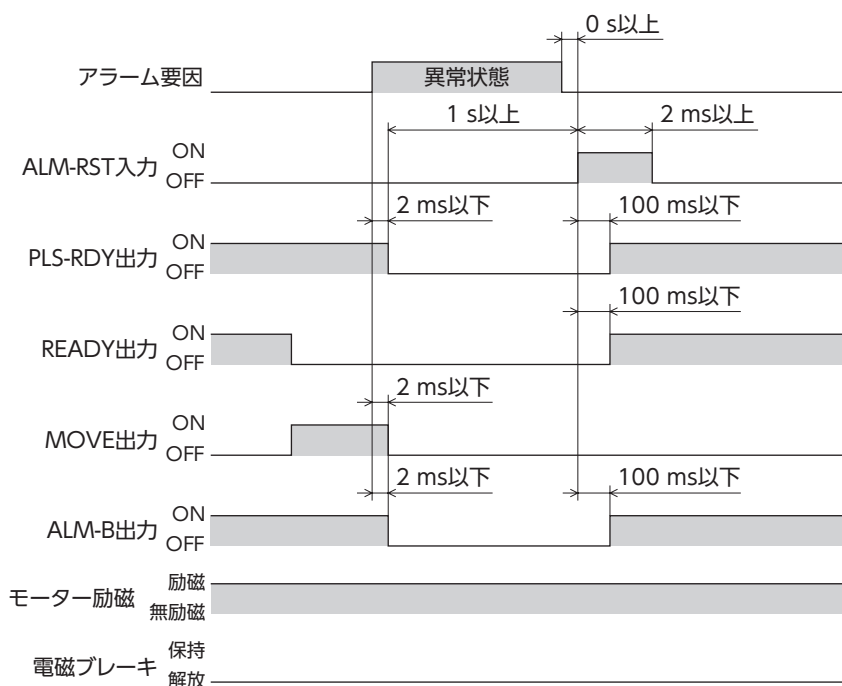 0 s以上
アラーム要因 異常状態
1 s以上 2 ms以上
ALM-RST入力 ON
OFF
2 ms以下 100 ms以下
PLS-RDY出力 ON
OFF
100 ms以下
READY出力 ON
OFF
2 ms以下
MOVE出力 ON
OFF
2 ms以下 100 ms以下
ALM-B出力 ON
OFF
モーター励磁 励磁
無励磁
電磁ブレーキ 保持
解放